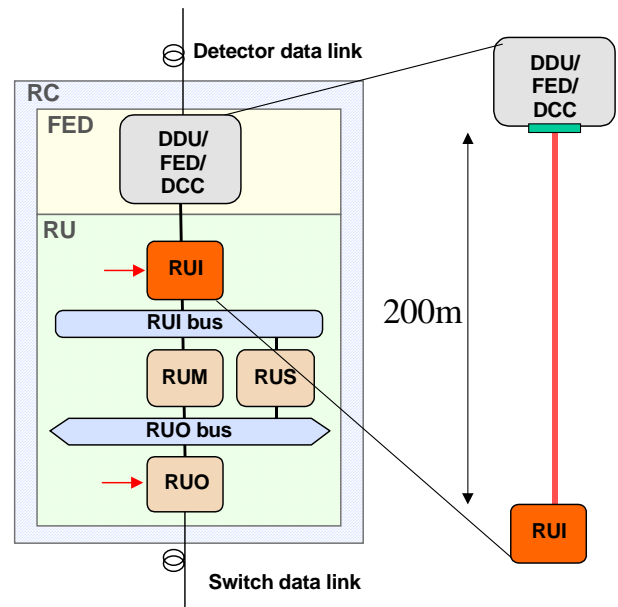 Detector data link
RC
FED
DDU/
FED/
DCC
RU
RUI
RUI bus
RUM
RUS
RUO bus
RUO
Switch data link
DDU/
FED/
DCC
200m
RUI